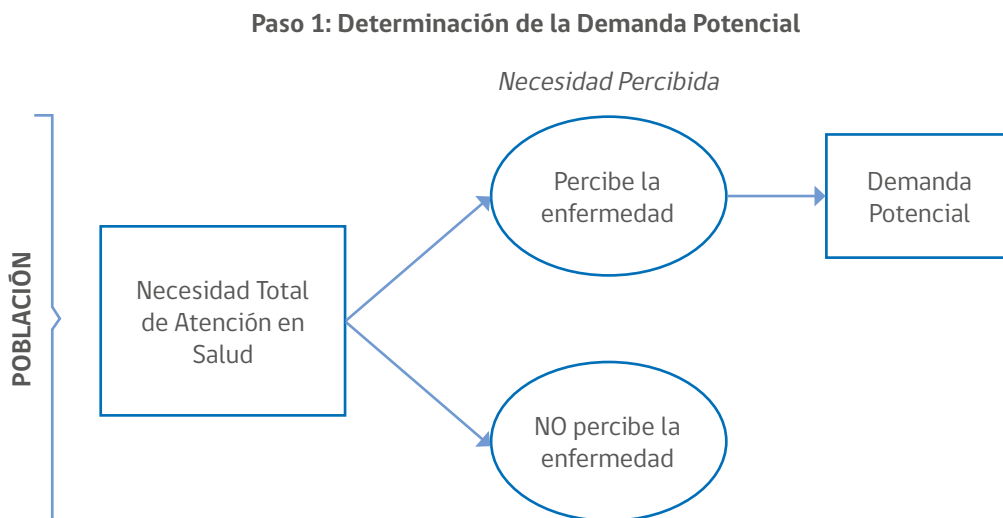 Paso 1: Determinación de la Demanda Potencial
Necesidad Percibida
POBLACIÓN
Necesidad Total
de Atención en
Salud
Percibe la
enfermedad
Demanda
Potencial
NO percibe la
enfermedad